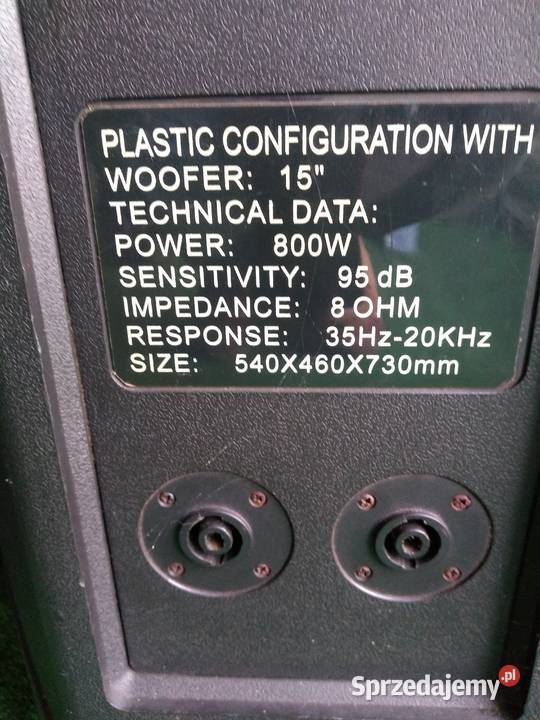 PLASTIC CONFIGURATION WITH
WOOFER: 15"
TECHNICAL DATA:
POWER: 800W
SENSITIVITY: 95 dB
IMPEDANCE: 8 OHM
RESPONSE: 35Hz-20KHz
SIZE: 540X460X730mm
Sprzedajemy.pl